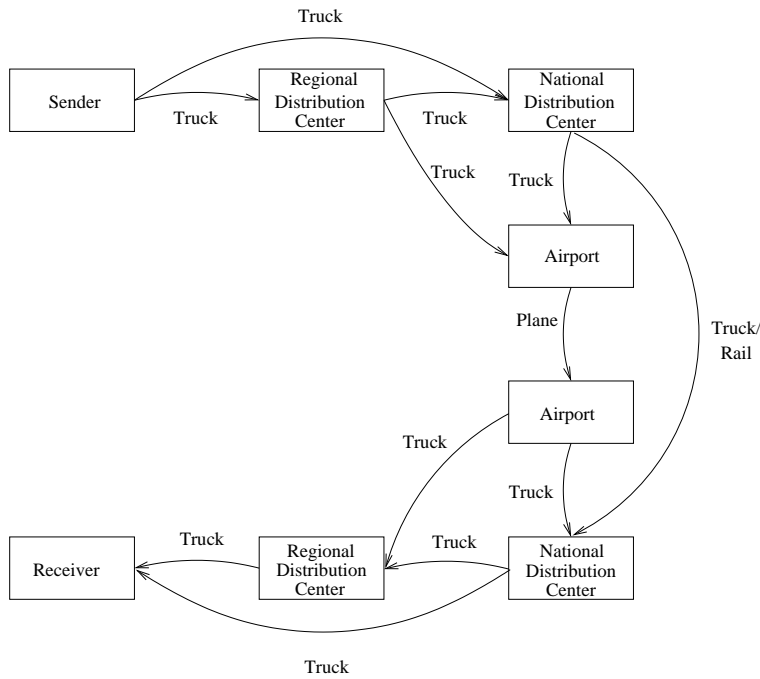 Truck
Sender
Regional
Distribution
Center
National
Distribution
Center
Truck
Truck
Truck
Truck
Airport
Plane
Truck/
Rail
Airport
Truck
Truck
Truck
Truck
Receiver
Regional
Distribution
Center
National
Distribution
Center
Truck